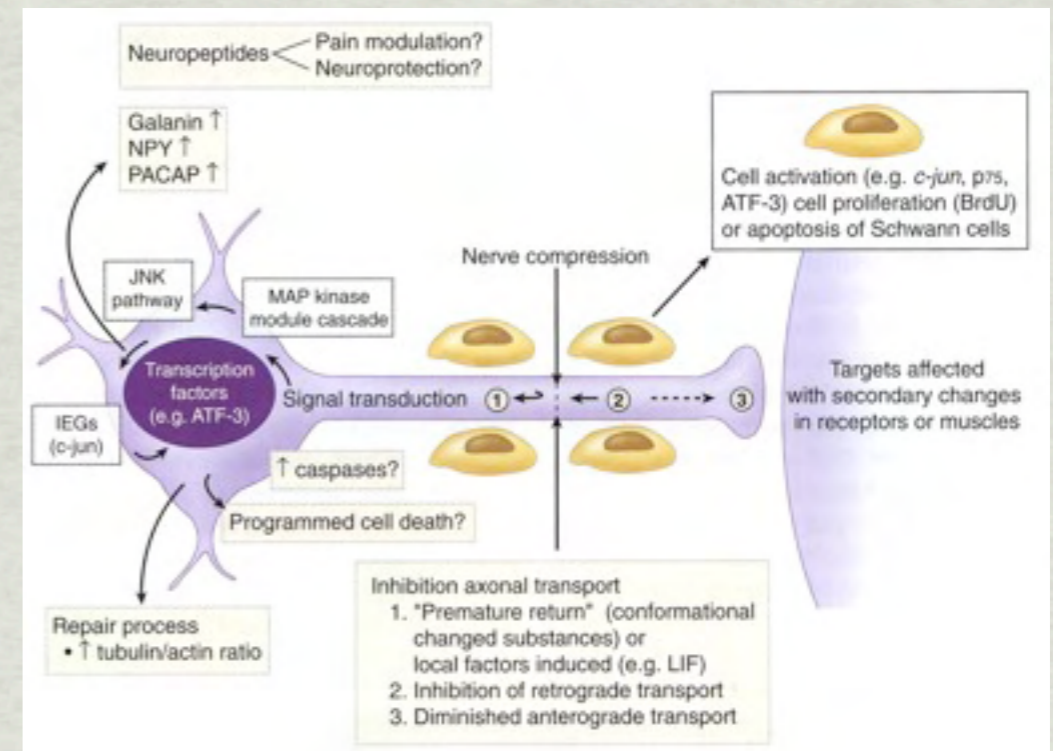 Neuropeptides
Pain modulation?
Neuroprotection?
Galanin ↑
NPY ↑
PACAP ↑
Cell activation (e.g. c-jun, p75,
ATF-3) cell proliferation (BrdU)
or apoptosis of Schwann cells
Nerve compression
JNK
pathway
MAP kinase
module cascade
Transcription
factors
(e.g. ATF-3)
Signal transduction
1
2
3
Targets affected
with secondary changes
in receptors or muscles
IEGs
(c-jun)
↑ caspases?
Programmed cell death?
Repair process
• ↑ tubulin/actin ratio
Inhibition axonal transport
1. "Premature return" (conformational
changed substances) or
local factors induced (e.g. LIF)
2. Inhibition of retrograde transport
3. Diminished anterograde transport